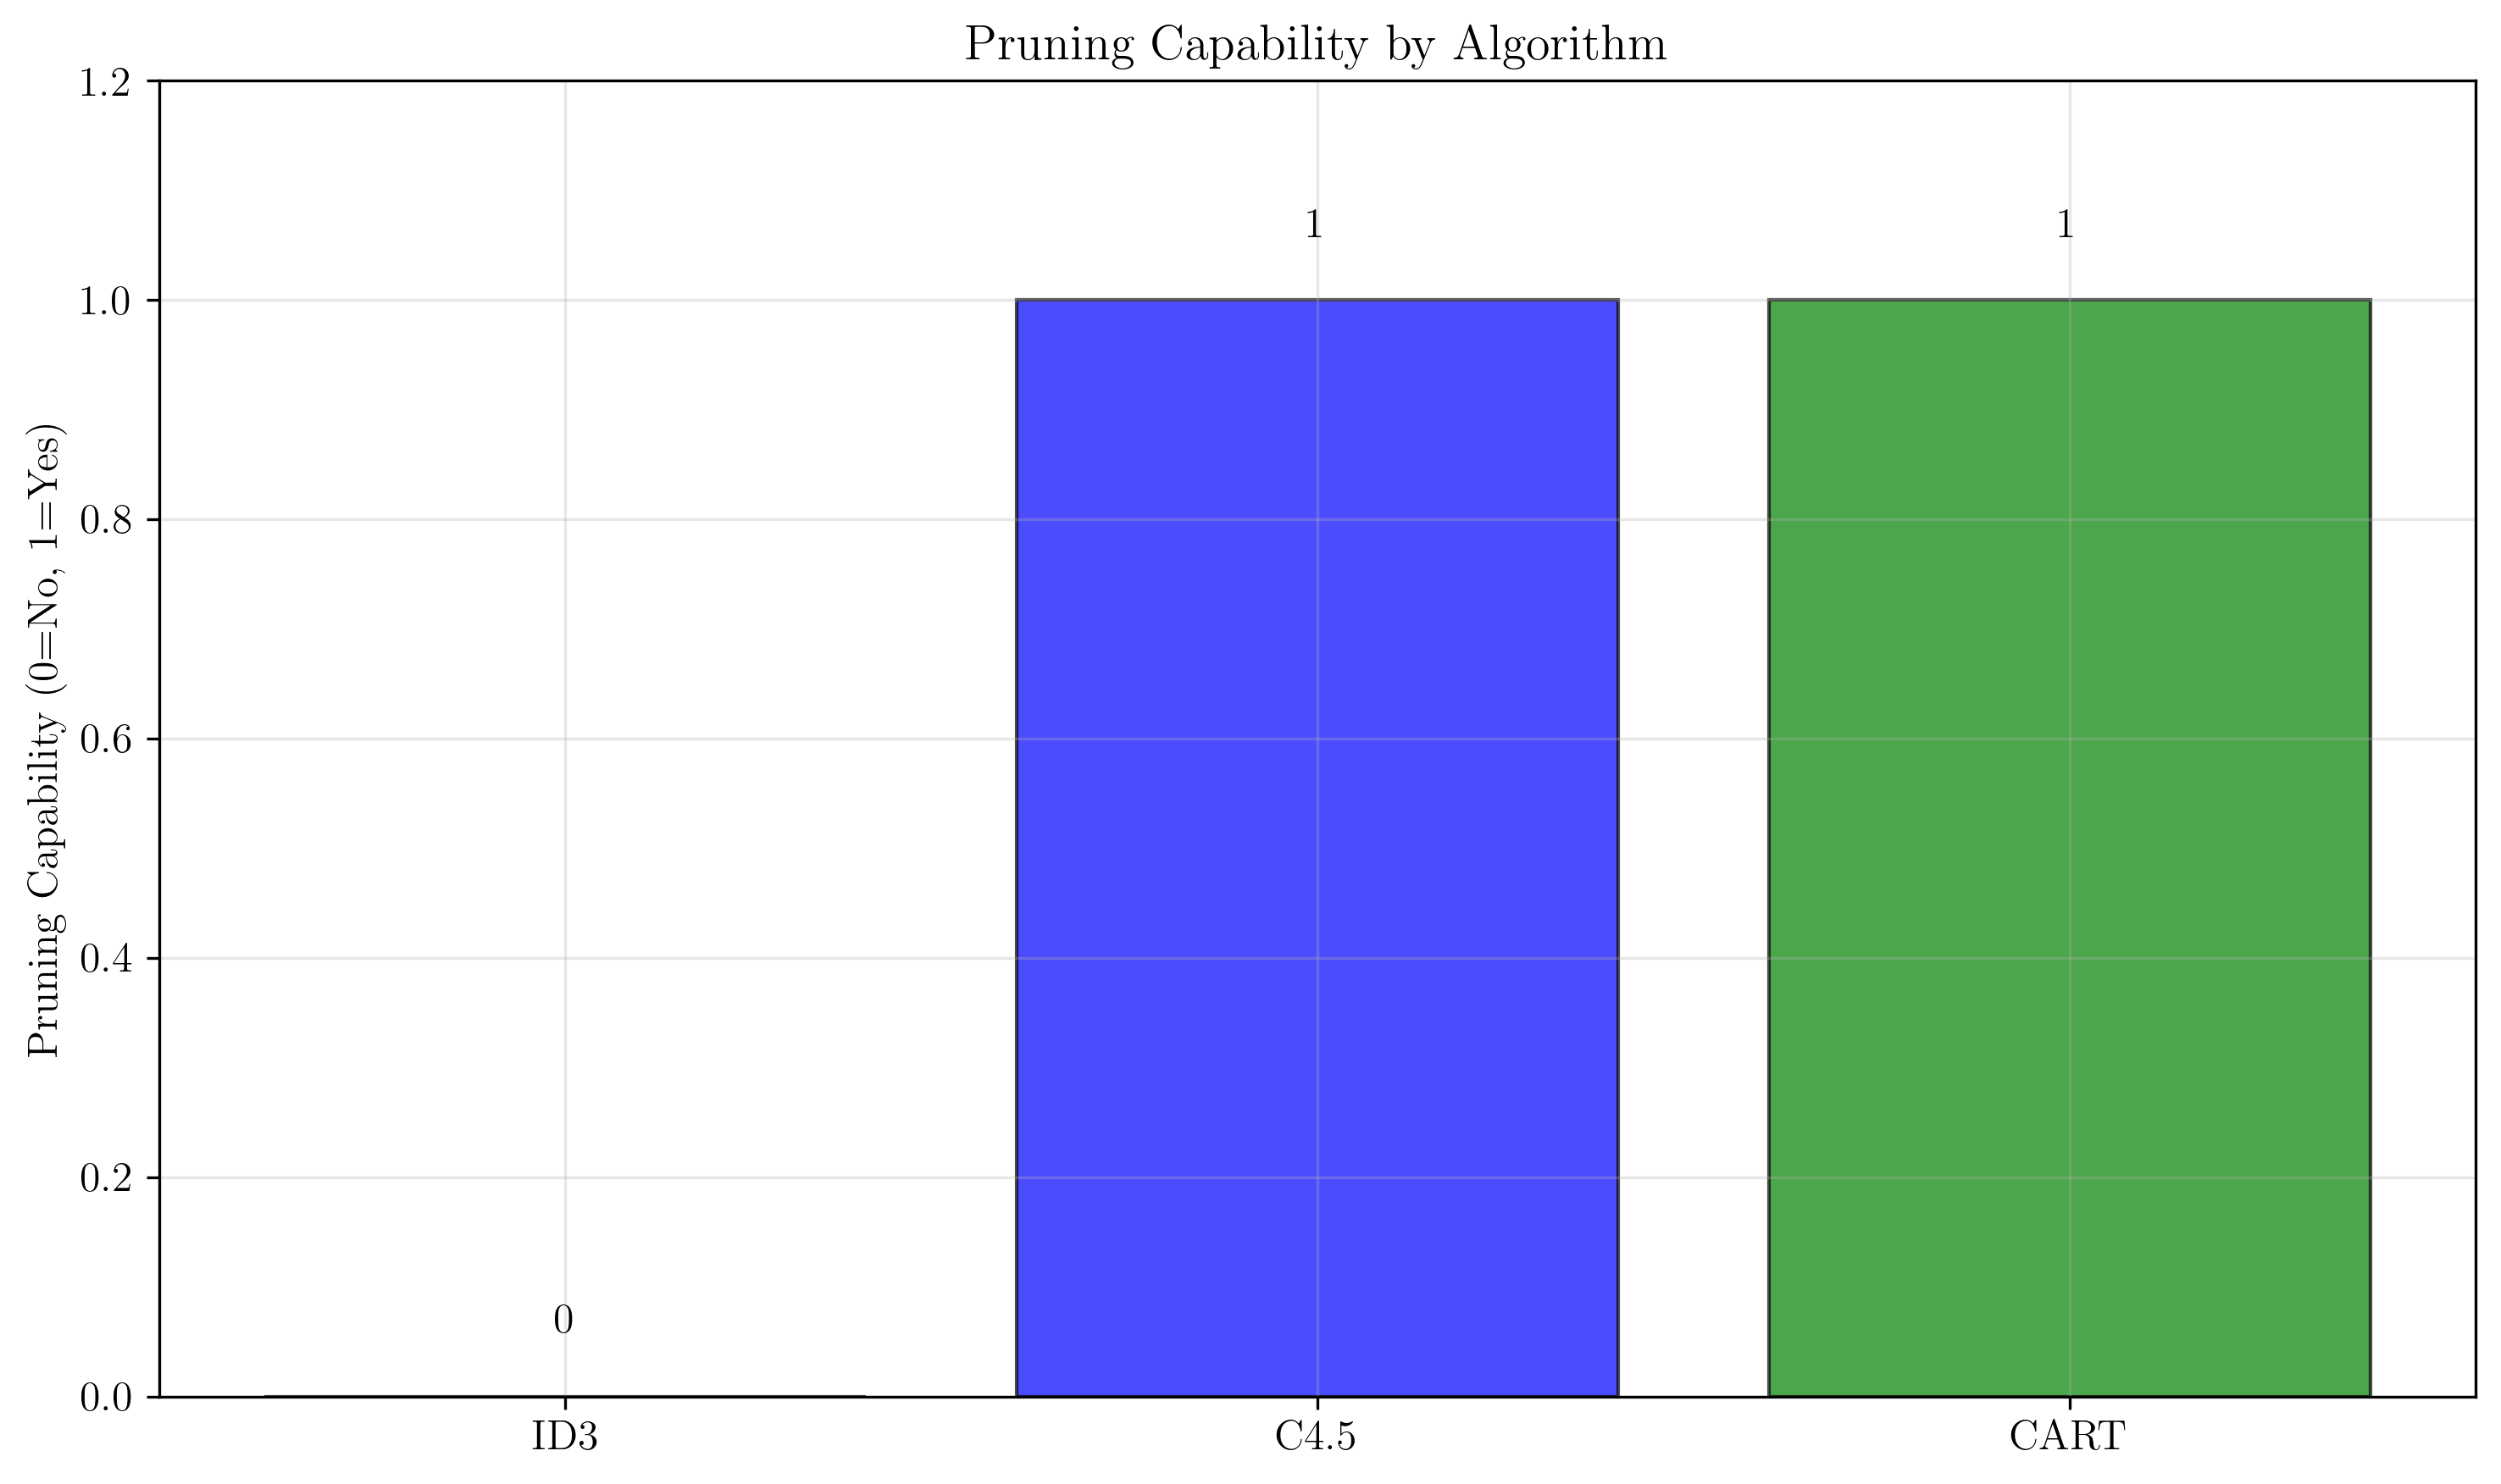 Pruning Capability by Algorithm
Pruning Capability (0=No, 1=Yes)
1.2
1.0
0.8
0.6
0.4
0.2
0.0
0
1
1
ID3
C4.5
CART